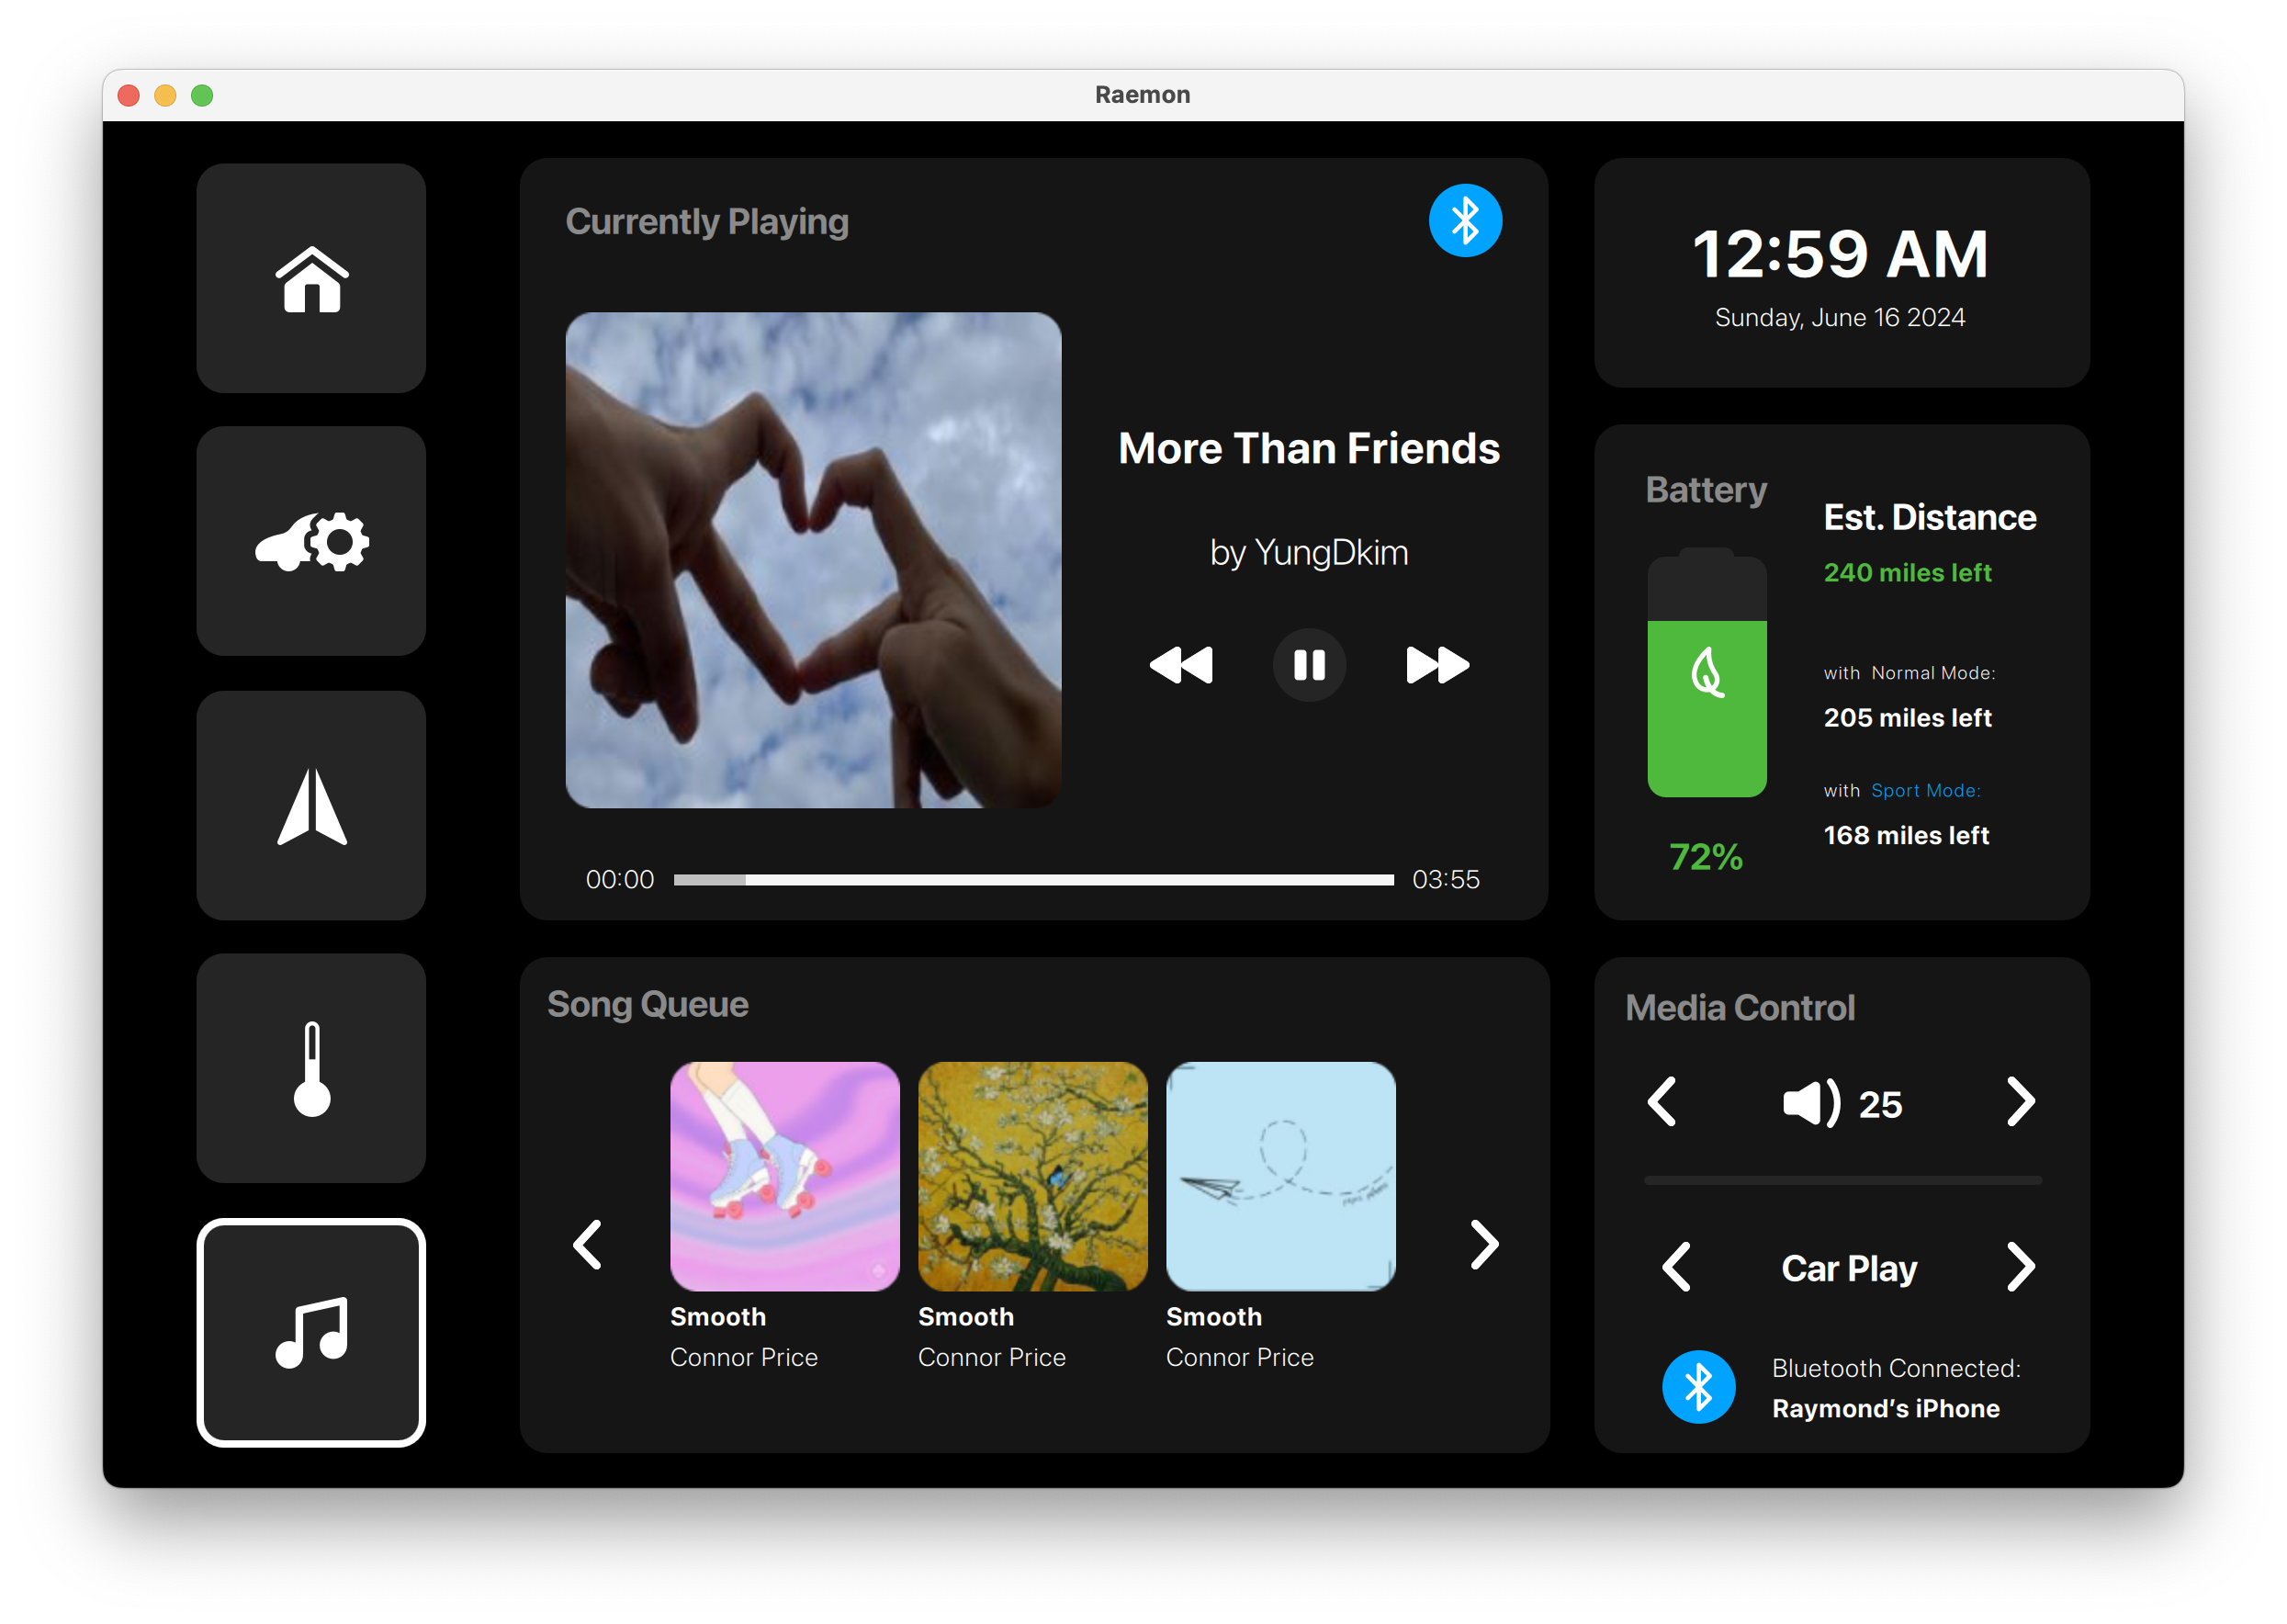 Raemon
Currently Playing
More Than Friends
by YungDkim
00:00
03:55
12:59 AM
Sunday, June 16 2024
Battery
72%
Est. Distance
240 miles left
with Normal Mode:
205 miles left
with Sport Mode:
168 miles left
Song Queue
Smooth
Connor Price
Smooth
Connor Price
Smooth
Connor Price
Media Control
25
Car Play
Bluetooth Connected:
Raymond's iPhone